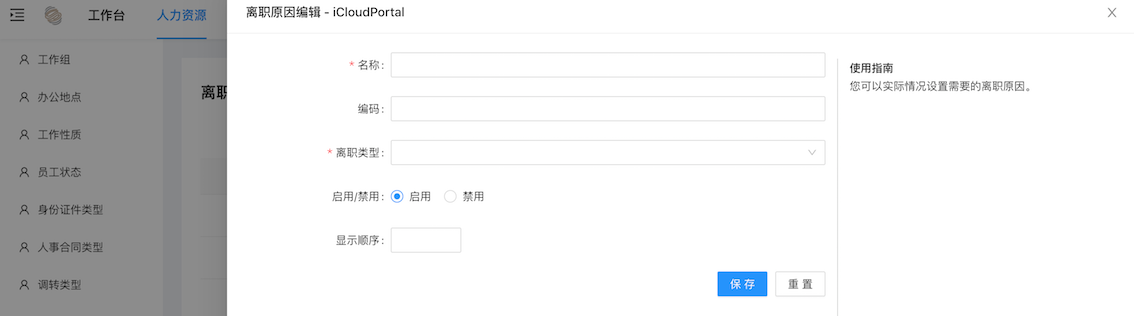 工作台 人力资源
离职原因编辑 - iCloudPortal
工作组
办公地点
工作性质
员工状态
身份证件类型
人事合同类型
调转类型
离职
* 名称:
编码:
* 离职类型:
启用/禁用: 启用 禁用
显示顺序:
保 存 重 置
使用指南
您可以实际情况设置需要的离职原因。